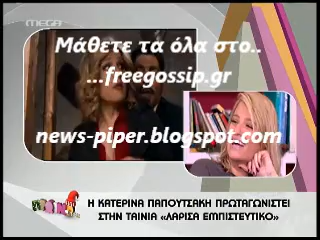 MEGA
Μάθετε τα όλα στο..
...freegossip.gr
news-piper.blogspot.com
Η ΚΑΤΕΡΙΝΑ ΠΑΠΟΥΤΣΑΚΗ ΠΡΩΤΑΓΩΝΙΣΤΕΙ
ΣΤΗΝ ΤΑΙΝΙΑ «ΛΑΡΙΣΑ ΕΜΠΙΣΤΕΥΤΙΚΟ»